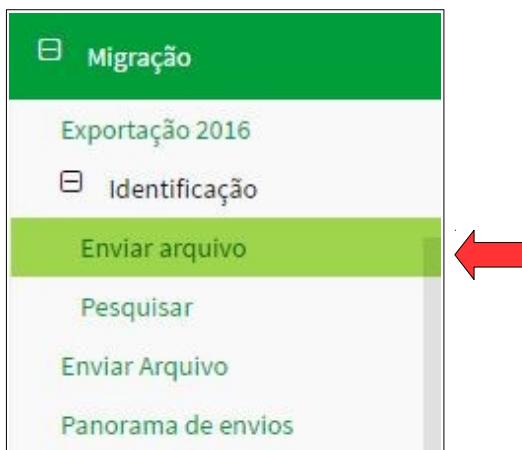 Migração
Exportação 2016
Identificação
Enviar arquivo
Pesquisar
Enviar Arquivo
Panorama de envios